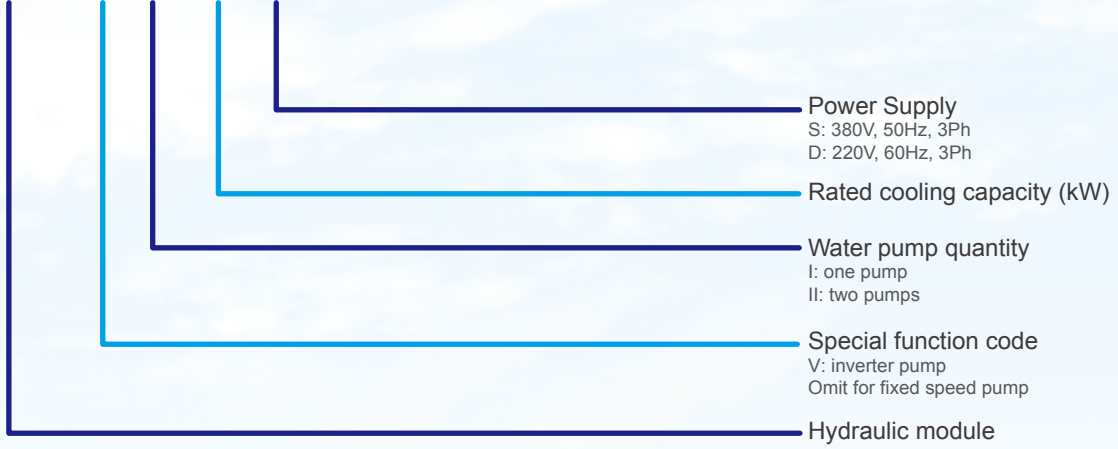 Power Supply
S: 380V, 50Hz, 3Ph
D: 220V, 60Hz, 3Ph
Rated cooling capacity (kW)
Water pump quantity
I: one pump
II: two pumps
Special function code
V: inverter pump
Omit for fixed speed pump
Hydraulic module